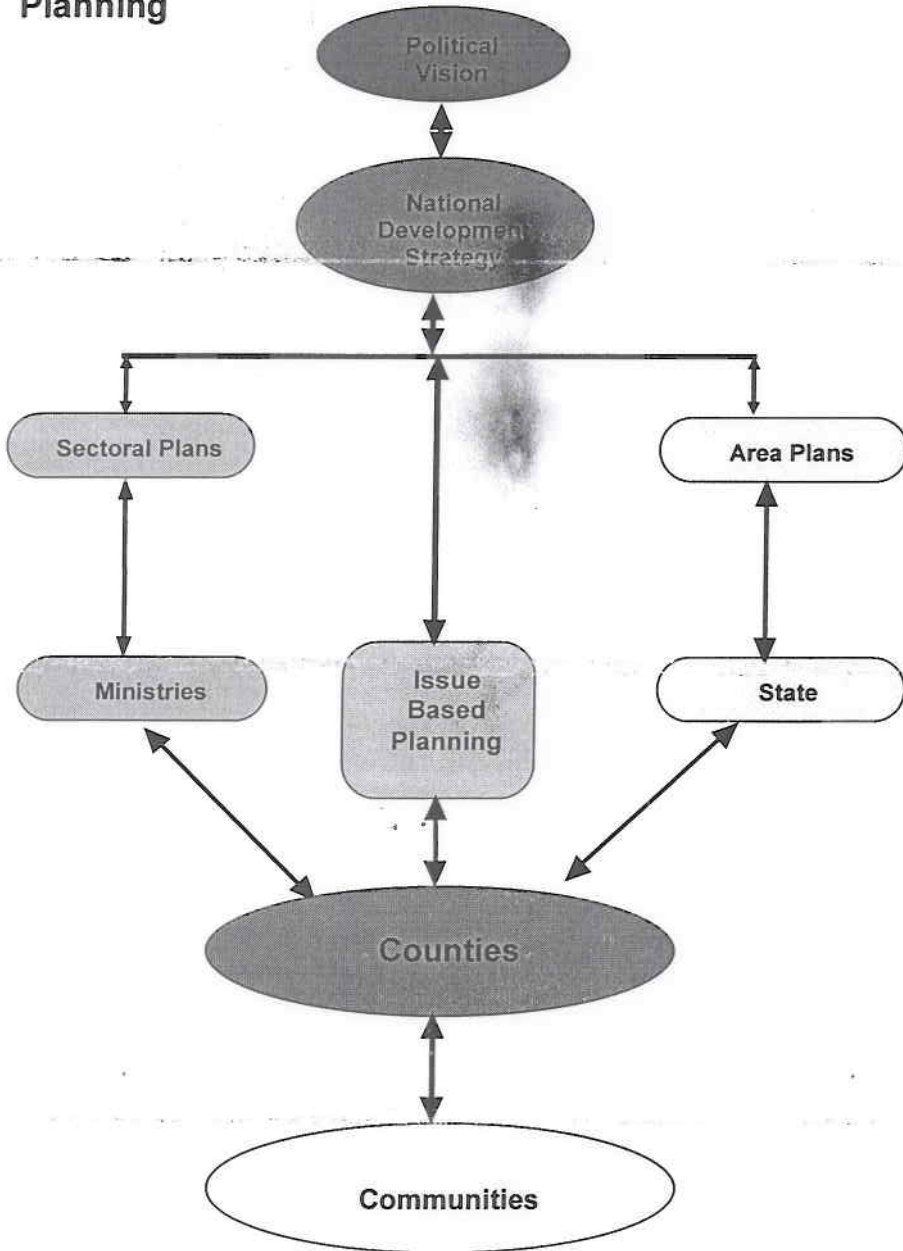 Planning
Political
Vision
National
Development
Strategy
Sectoral Plans
Area Plans
Ministries
Issue
Based
Planning
State
Counties
Communities